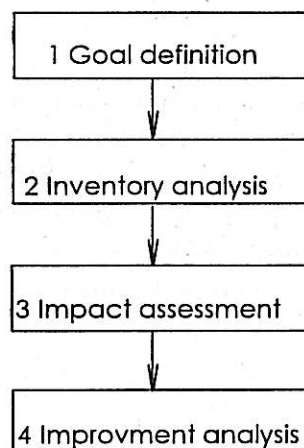 1 Goal definition
2 Inventory analysis
3 Impact assessment
4 Improvment analysis